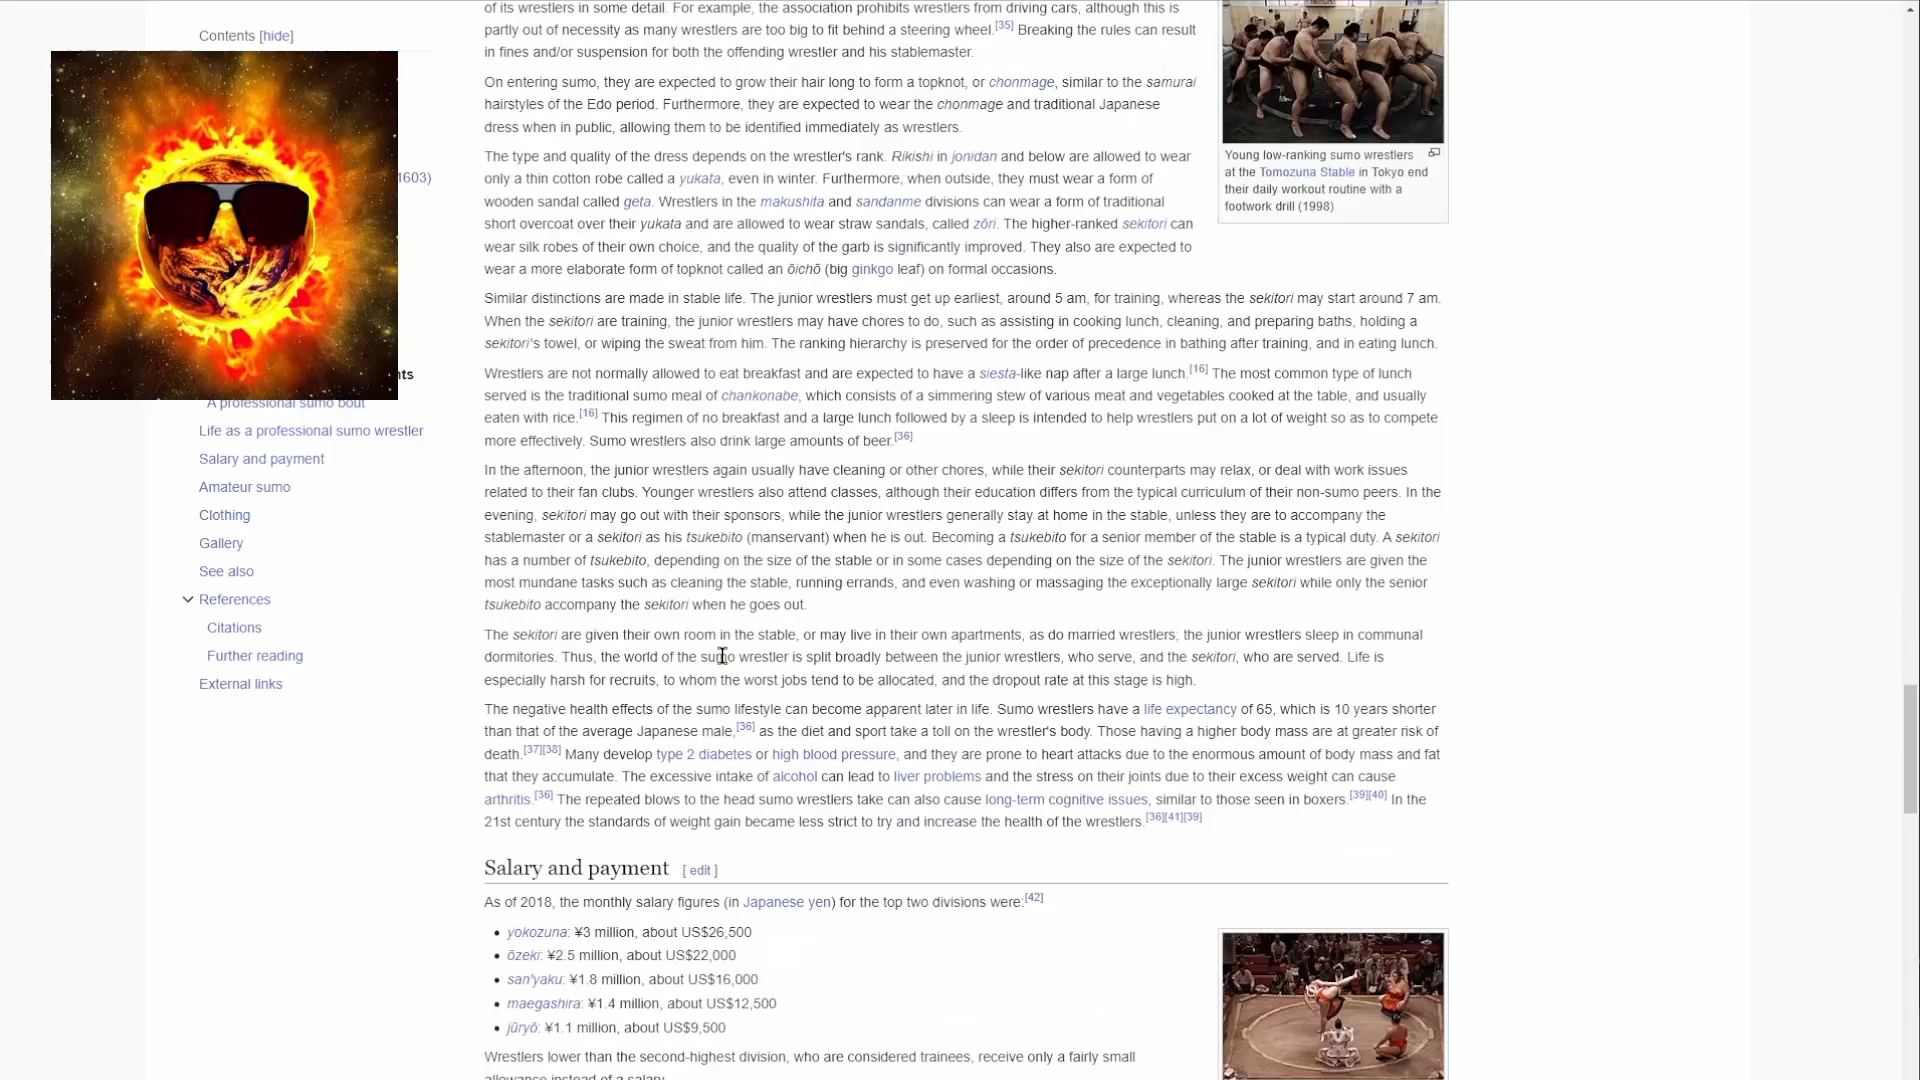 of its wrestlers in some detail. For example, the association prohibits wrestlers from driving cars, although this is
partly out of necessity as many wrestlers are too big to fit behind a steering wheel.[35] Breaking the rules can result
in fines and/or suspension for both the offending wrestler and his stablemaster.
On entering sumo, they are expected to grow their hair long to form a topknot, or chonmage, similar to the samurai
hairstyles of the Edo period. Furthermore, they are expected to wear the chonmage and traditional Japanese
dress when in public, allowing them to be identified immediately as wrestlers.
The type and quality of the dress depends on the wrestler's rank. Rikishi in jonidan and below are allowed to wear
only a thin cotton robe called a yukata, even in winter. Furthermore, when outside, they must wear a form of
wooden sandal called geta. Wrestlers in the makushita and sandanme divisions can wear a form of traditional
short overcoat over their yukata and are allowed to wear straw sandals, called zōri. The higher-ranked sekitori can
wear silk robes of their own choice, and the quality of the garb is significantly improved. They also are expected to
wear a more elaborate form of topknot called an ōichō (big ginkgo leaf) on formal occasions.
Similar distinctions are made in stable life. The junior wrestlers must get up earliest, around 5 am, for training, whereas the sekitori may start around 7 am.
When the sekitori are training, the junior wrestlers may have chores to do, such as assisting in cooking lunch, cleaning, and preparing baths, holding a
sekitori's towel, or wiping the sweat from him. The ranking hierarchy is preserved for the order of precedence in bathing after training, and in eating lunch.
Wrestlers are not normally allowed to eat breakfast and are expected to have a siesta-like nap after a large lunch.[16] The most common type of lunch
served is the traditional sumo meal of chankonabe, which consists of a simmering stew of various meat and vegetables cooked at the table, and usually
eaten with rice.[16] This regimen of no breakfast and a large lunch followed by a sleep is intended to help wrestlers put on a lot of weight so as to compete
more effectively. Sumo wrestlers also drink large amounts of beer.[36]
In the afternoon, the junior wrestlers again usually have cleaning or other chores, while their sekitori counterparts may relax, or deal with work issues
related to their fan clubs. Younger wrestlers also attend classes, although their education differs from the typical curriculum of their non-sumo peers. In the
evening, sekitori may go out with their sponsors, while the junior wrestlers generally stay at home in the stable, unless they are to accompany the
stablemaster or a sekitori as his tsukebito (manservant) when he is out. Becoming a tsukebito for a senior member of the stable is a typical duty. A sekitori
has a number of tsukebito, depending on the size of the stable or in some cases depending on the size of the sekitori. The junior wrestlers are given the
most mundane tasks such as cleaning the stable, running errands, and even washing or massaging the exceptionally large sekitori while only the senior
tsukebito accompany the sekitori when he goes out.
The sekitori are given their own room in the stable, or may live in their own apartments, as do married wrestlers; the junior wrestlers sleep in communal
dormitories. Thus, the world of the sumo wrestler is split broadly between the junior wrestlers, who serve, and the sekitori, who are served. Life is
especially harsh for recruits, to whom the worst jobs tend to be allocated, and the dropout rate at this stage is high.
The negative health effects of the sumo lifestyle can become apparent later in life. Sumo wrestlers have a life expectancy of 65, which is 10 years shorter
than that of the average Japanese male,[36] as the diet and sport take a toll on the wrestler's body. Those having a higher body mass are at greater risk of
death.[37][38] Many develop type 2 diabetes or high blood pressure, and they are prone to heart attacks due to the enormous amount of body mass and fat
that they accumulate. The excessive intake of alcohol can lead to liver problems and the stress on their joints due to their excess weight can cause
arthritis.[36] The repeated blows to the head sumo wrestlers take can also cause long-term cognitive issues, similar to those seen in boxers.[39][40] In the
21st century the standards of weight gain became less strict to try and increase the health of the wrestlers.[36][41][39]
Salary and payment [ edit ]
As of 2018, the monthly salary figures (in Japanese yen) for the top two divisions were:[42]
• yokozuna: ¥3 million, about US$26,500
• ōzeki: ¥2.5 million, about US$22,000
• san'yaku: ¥1.8 million, about US$16,000
• maegashira: ¥1.4 million, about US$12,500
• jūryō: ¥1.1 million, about US$9,500
Wrestlers lower than the second-highest division, who are considered trainees, receive only a fairly small
allowance instead of a salary.
Young low-ranking sumo wrestlers
at the Tomozuna Stable in Tokyo end
their daily workout routine with a
footwork drill (1998)
Contents [hide]
1603)
nts
A professional sumo bout
Life as a professional sumo wrestler
Salary and payment
Amateur sumo
Clothing
Gallery
See also
References
Citations
Further reading
External links